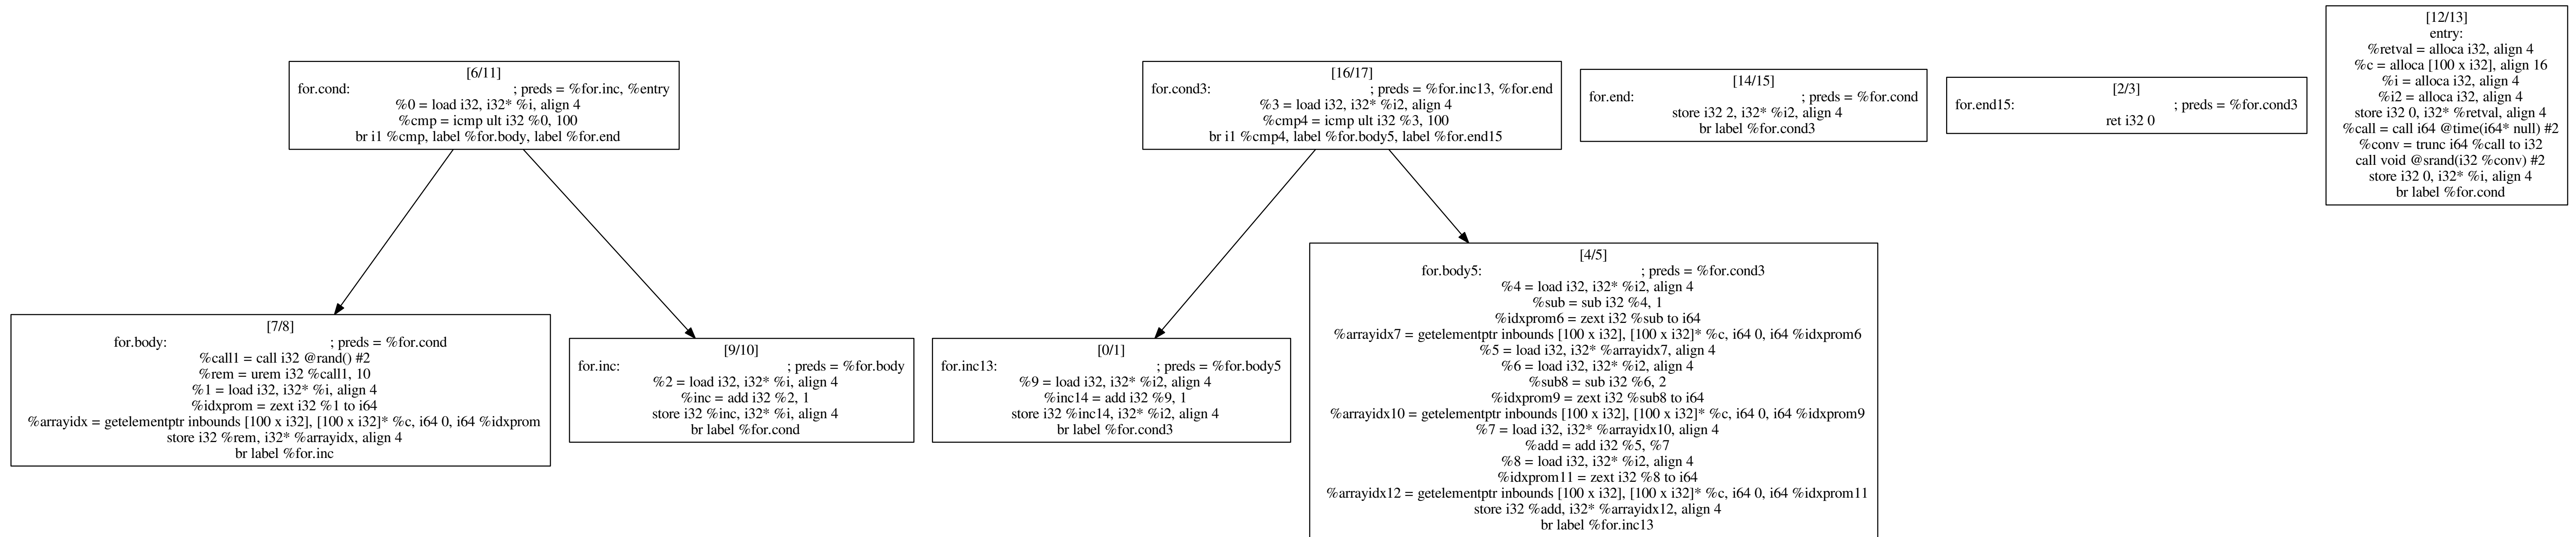 [6/11]
for.cond: ; preds = %for.inc, %entry
%0 = load i32, i32* %i, align 4
%cmp = icmp ult i32 %0, 100
br i1 %cmp, label %for.body, label %for.end
[16/17]
for.cond3: ; preds = %for.inc13, %for.end
%3 = load i32, i32* %i2, align 4
%cmp4 = icmp ult i32 %3, 100
br i1 %cmp4, label %for.body5, label %for.end15
[14/15]
for.end: ; preds = %for.cond
store i32 2, i32* %i2, align 4
br label %for.cond3
[2/3]
for.end15: ; preds = %for.cond3
ret i32 0
[12/13]
entry:
%retval = alloca i32, align 4
%c = alloca [100 x i32], align 16
%i = alloca i32, align 4
%i2 = alloca i32, align 4
store i32 0, i32* %retval, align 4
%call = call i64 @time(i64* null) #2
%conv = trunc i64 %call to i32
call void @srand(i32 %conv) #2
store i32 0, i32* %i, align 4
br label %for.cond
[7/8]
for.body: ; preds = %for.cond
%call1 = call i32 @rand() #2
%rem = urem i32 %call1, 10
%1 = load i32, i32* %i, align 4
%idxprom = zext i32 %1 to i64
%arrayidx = getelementptr inbounds [100 x i32], [100 x i32]* %c, i64 0, i64 %idxprom
store i32 %rem, i32* %arrayidx, align 4
br label %for.inc
[9/10]
for.inc: ; preds = %for.body
%2 = load i32, i32* %i, align 4
%inc = add i32 %2, 1
store i32 %inc, i32* %i, align 4
br label %for.cond
[0/1]
for.inc13: ; preds = %for.body5
%9 = load i32, i32* %i2, align 4
%inc14 = add i32 %9, 1
store i32 %inc14, i32* %i2, align 4
br label %for.cond3
[4/5]
for.body5: ; preds = %for.cond3
%4 = load i32, i32* %i2, align 4
%sub = sub i32 %4, 1
%idxprom6 = zext i32 %sub to i64
%arrayidx7 = getelementptr inbounds [100 x i32], [100 x i32]* %c, i64 0, i64 %idxprom6
%5 = load i32, i32* %arrayidx7, align 4
%6 = load i32, i32* %i2, align 4
%sub8 = sub i32 %6, 2
%idxprom9 = zext i32 %sub8 to i64
%arrayidx10 = getelementptr inbounds [100 x i32], [100 x i32]* %c, i64 0, i64 %idxprom9
%7 = load i32, i32* %arrayidx10, align 4
%add = add i32 %5, %7
%8 = load i32, i32* %i2, align 4
%idxprom11 = zext i32 %8 to i64
%arrayidx12 = getelementptr inbounds [100 x i32], [100 x i32]* %c, i64 0, i64 %idxprom11
store i32 %add, i32* %arrayidx12, align 4
br label %for.inc13